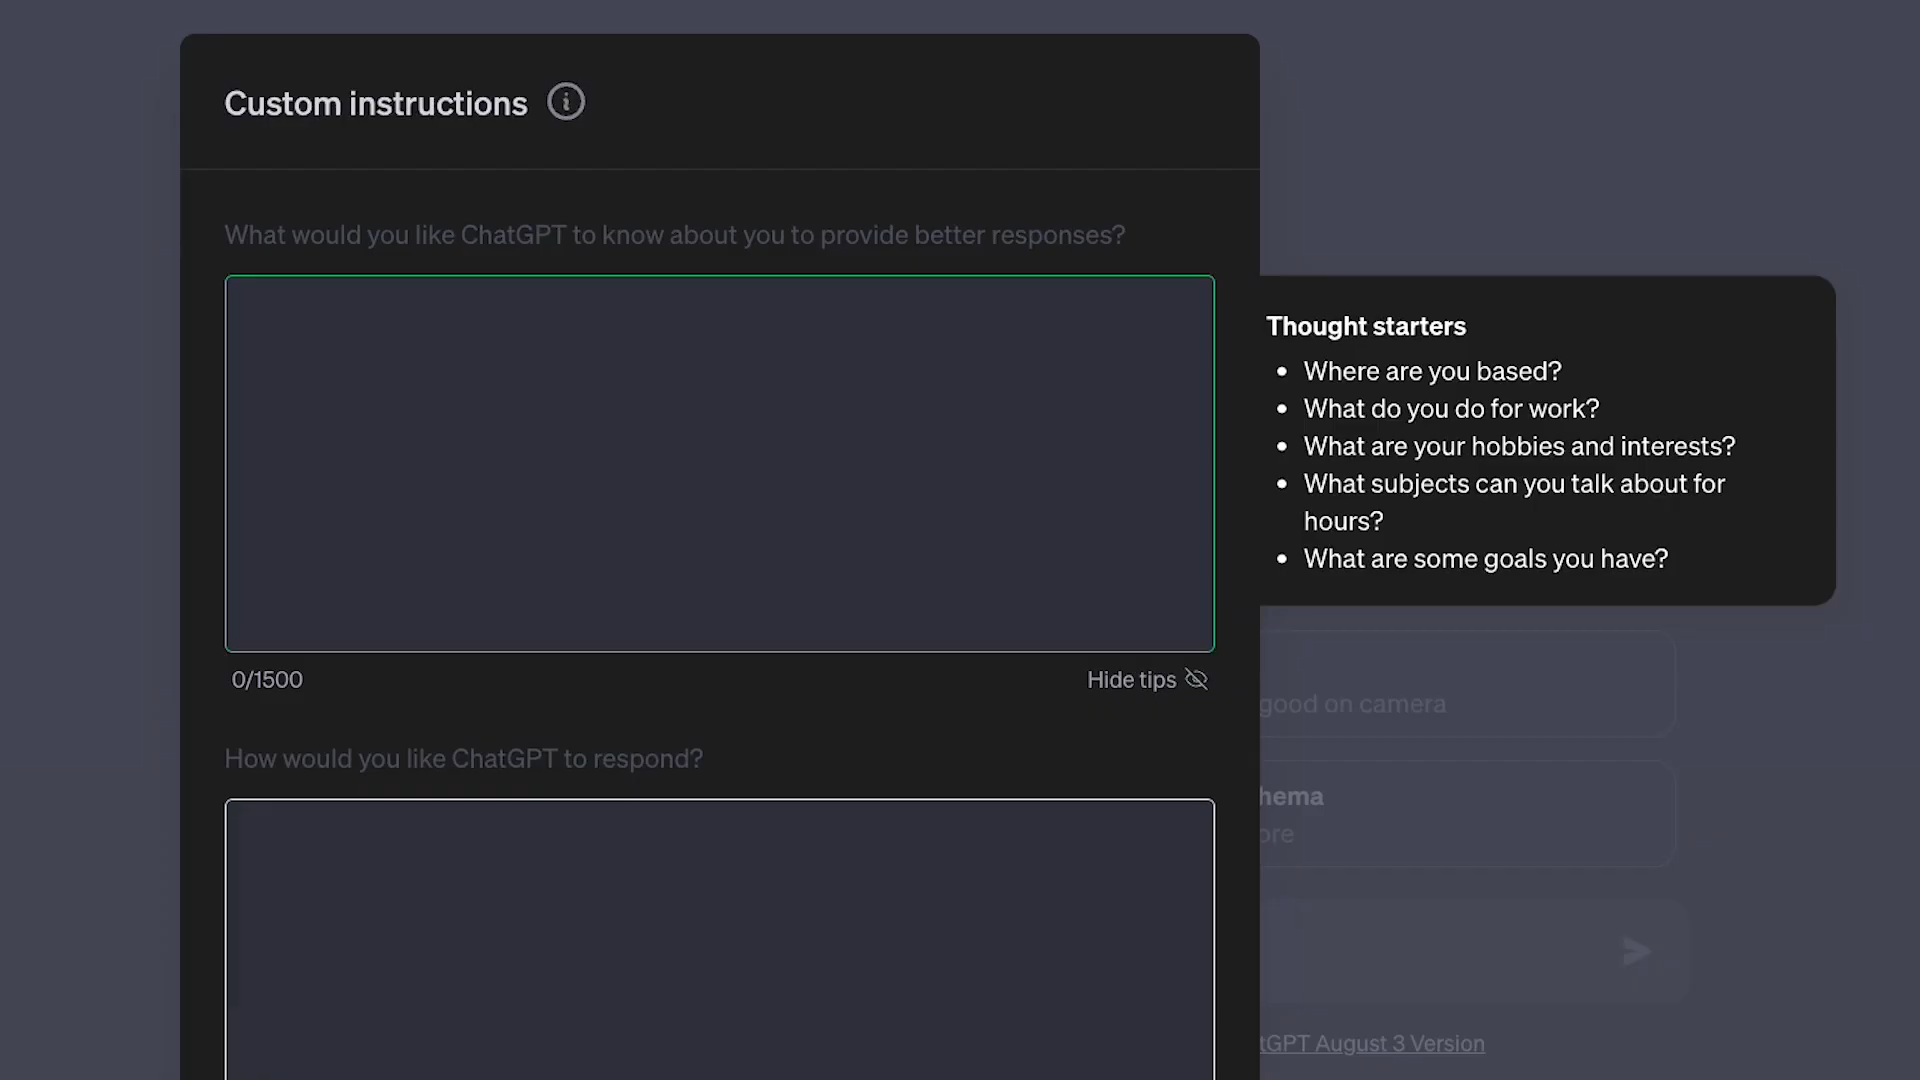 Custom instructions
What would you like ChatGPT to know about you to provide better responses?
Thought starters
• Where are you based?
• What do you do for work?
• What are your hobbies and interests?
• What subjects can you talk about for
hours?
• What are some goals you have?
0/1500
Hide tips
good on camera
How would you like ChatGPT to respond?
hema
ore
tGPT August 3 Version